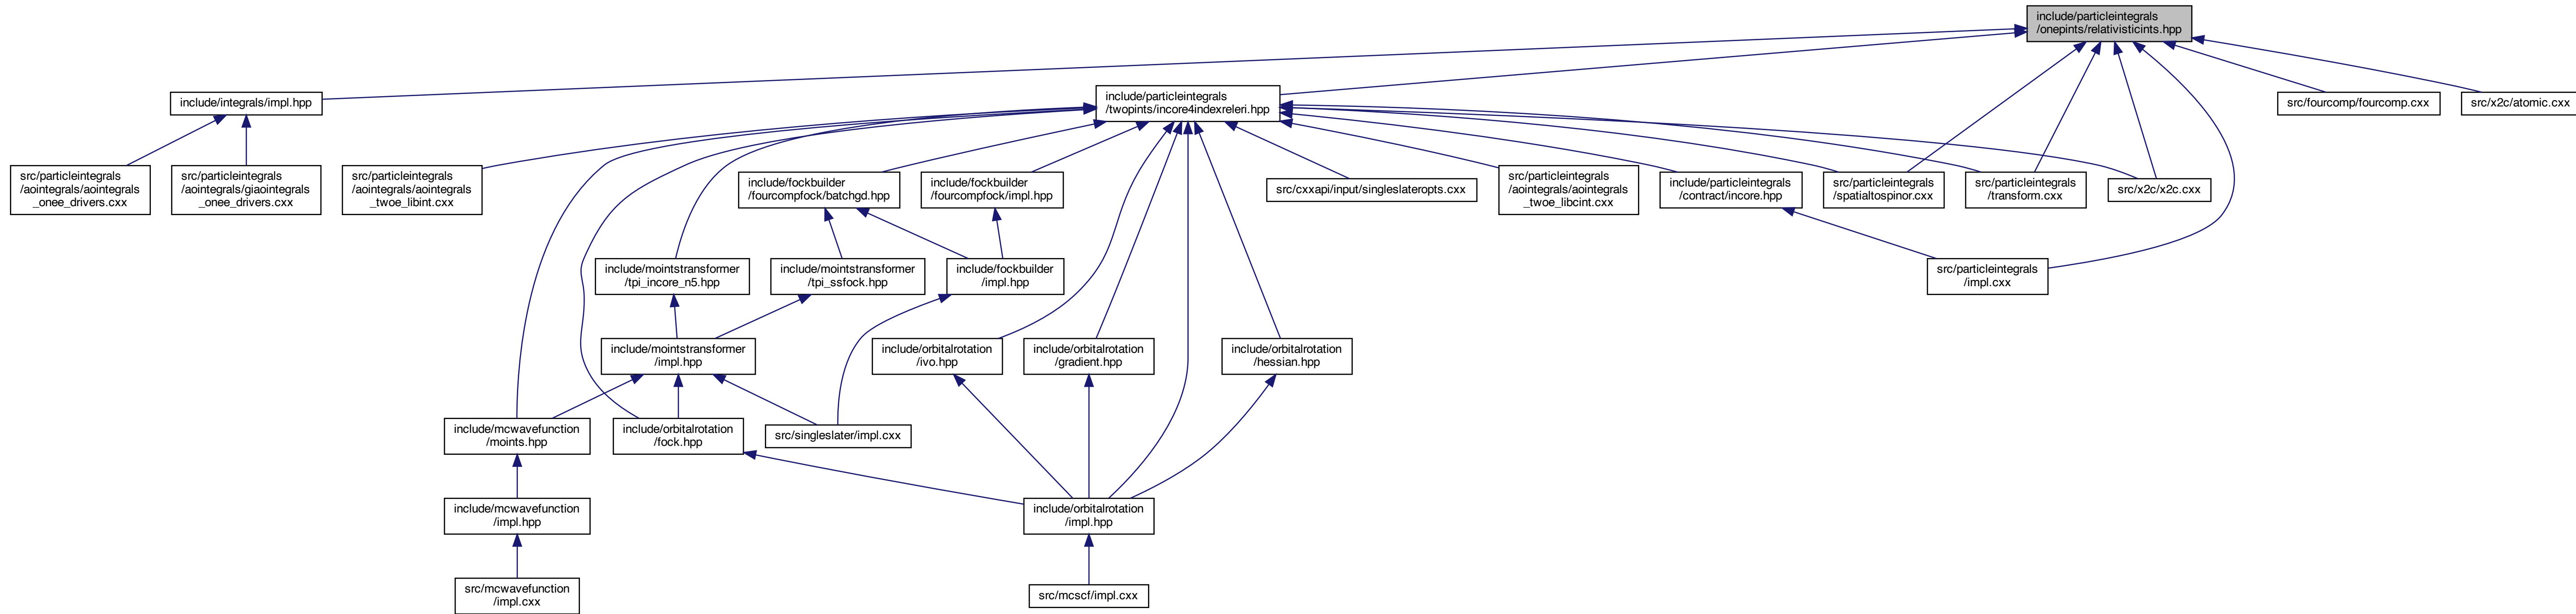 include/particleintegrals
/onepints/relativisticints.hpp
include/integrals/impl.hpp
include/particleintegrals
/twopints/incore4indexreleri.hpp
src/fourcomp/fourcomp.cxx
src/x2c/atomic.cxx
src/particleintegrals
/aointegrals/aointegrals
_onee_drivers.cxx
src/particleintegrals
/aointegrals/giaointegrals
_onee_drivers.cxx
src/particleintegrals
/aointegrals/aointegrals
_twoe_libint.cxx
include/fockbuilder
/fourcompfock/batchgd.hpp
include/fockbuilder
/fourcompfock/impl.hpp
src/cxxapi/input/singleslateropts.cxx
src/particleintegrals
/aointegrals/aointegrals
_twoe_libcint.cxx
include/particleintegrals
/contract/incore.hpp
src/particleintegrals
/spatialtospinor.cxx
src/particleintegrals
/transform.cxx
src/x2c/x2c.cxx
include/mointstransformer
/tpi_incore_n5.hpp
include/mointstransformer
/tpi_ssfock.hpp
include/fockbuilder
/impl.hpp
src/particleintegrals
/impl.cxx
include/mointstransformer
/impl.hpp
include/orbitalrotation
/ivo.hpp
include/orbitalrotation
/gradient.hpp
include/orbitalrotation
/hessian.hpp
include/mcwavefunction
/moints.hpp
include/orbitalrotation
/fock.hpp
src/singleslater/impl.cxx
include/mcwavefunction
/impl.hpp
include/orbitalrotation
/impl.hpp
src/mcwavefunction
/impl.cxx
src/mcscf/impl.cxx